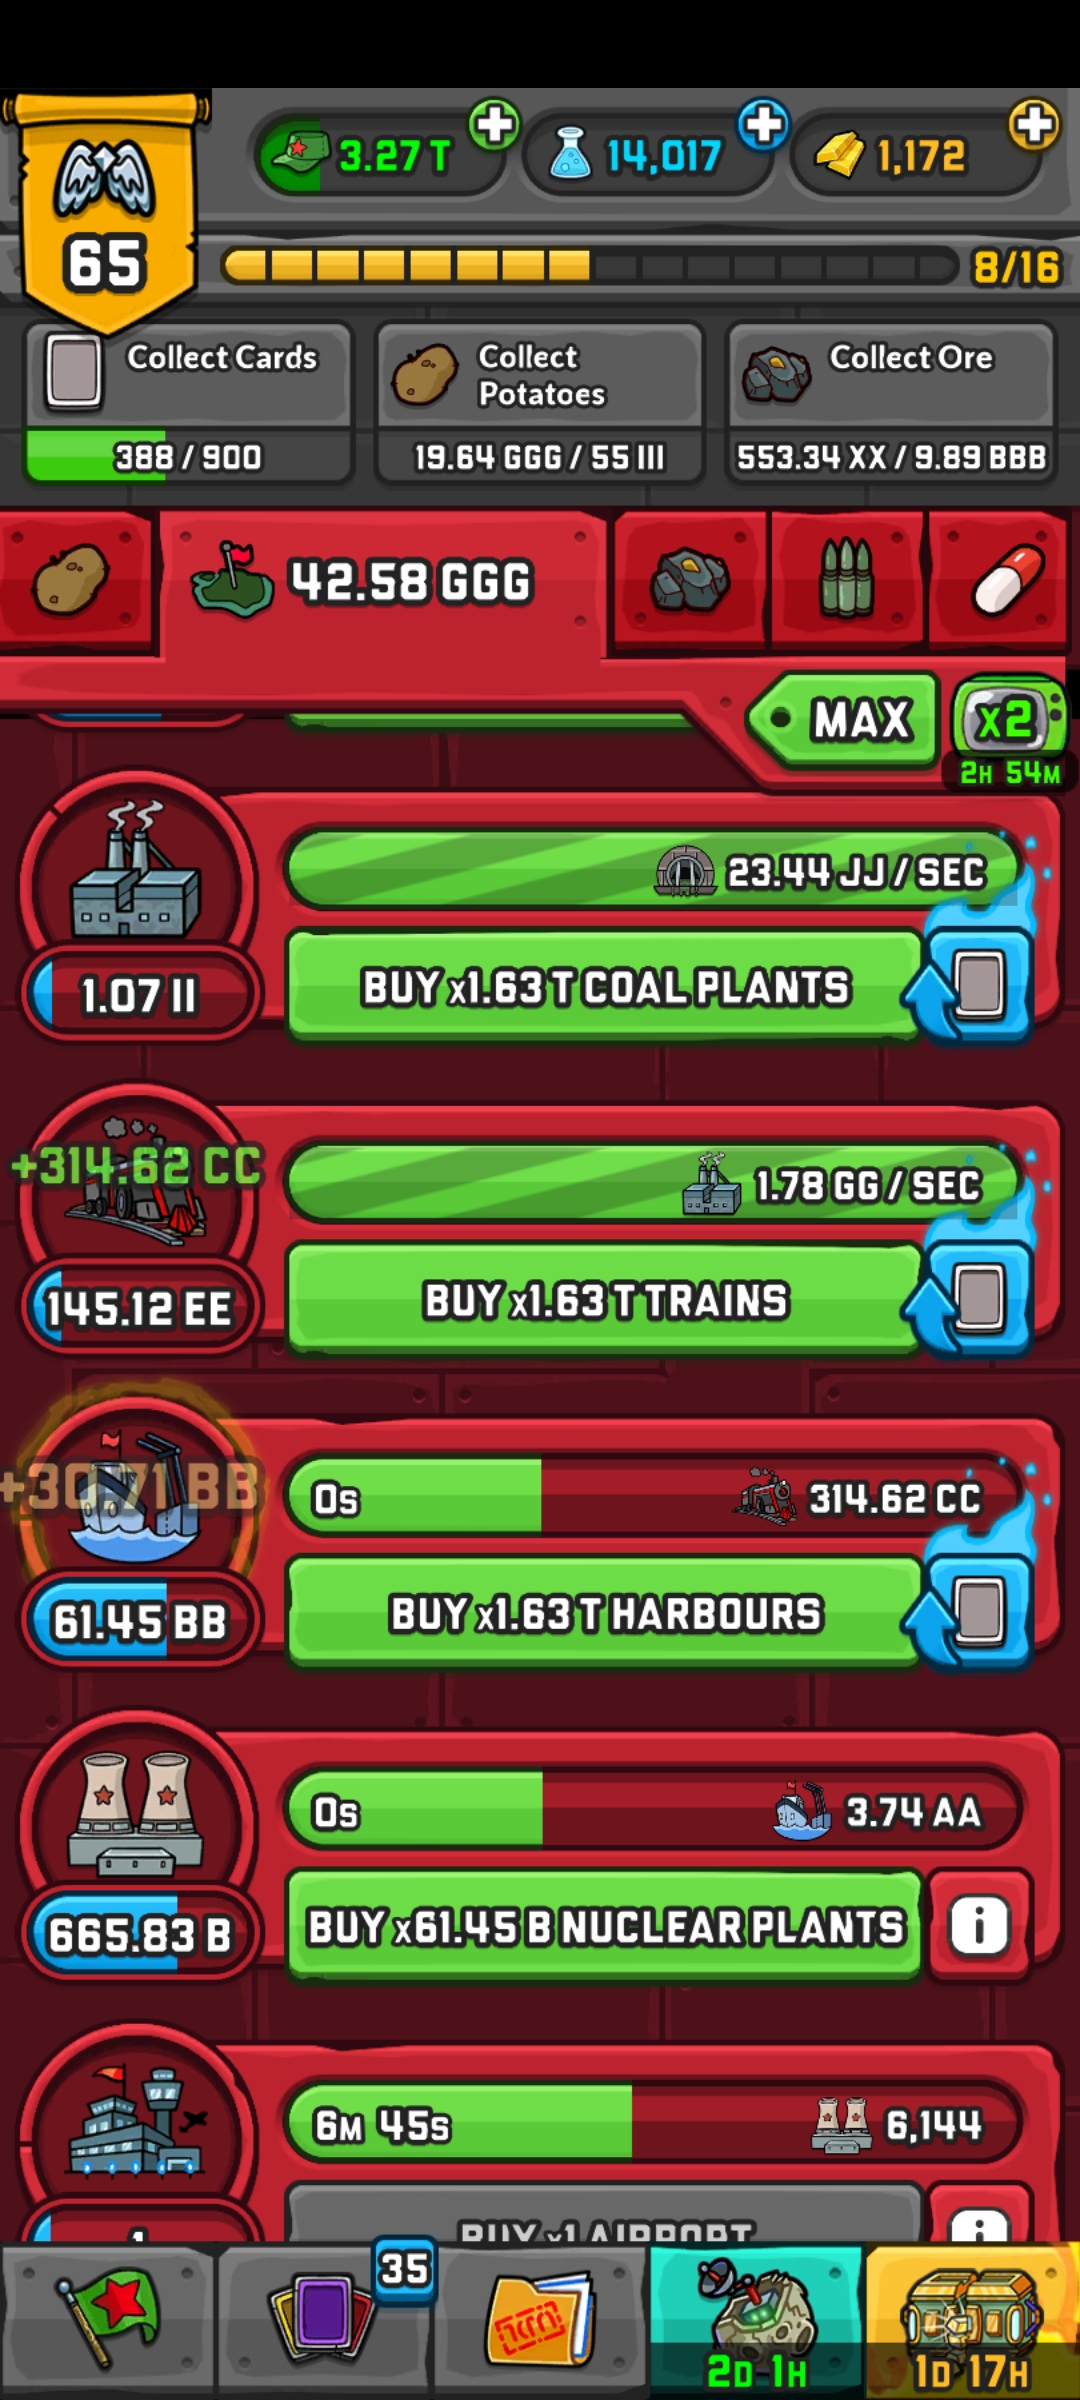 3.27 T
14,017
1,172
65
8/16
Collect Cards
388 / 900
Collect
Potatoes
19.64 GGG / 55 III
Collect Ore
553.34 XX / 9.89 BBB
42.58 GGG
MAX
x2
2H 54M
23.44 JJ / SEC
1.07 II
BUY x1.63 T COAL PLANTS
+314.62 CC
1.78 GG / SEC
145.12 EE
BUY x1.63 T TRAINS
+30.71 BB
0s
314.62 CC
61.45 BB
BUY x1.63 T HARBOURS
0s
3.74 AA
665.83 B
BUY x61.45 B NUCLEAR PLANTS
i
6M 45s
6,144
1
BUY x1 AIRPORT
i
35
2D 1H
1D 17H